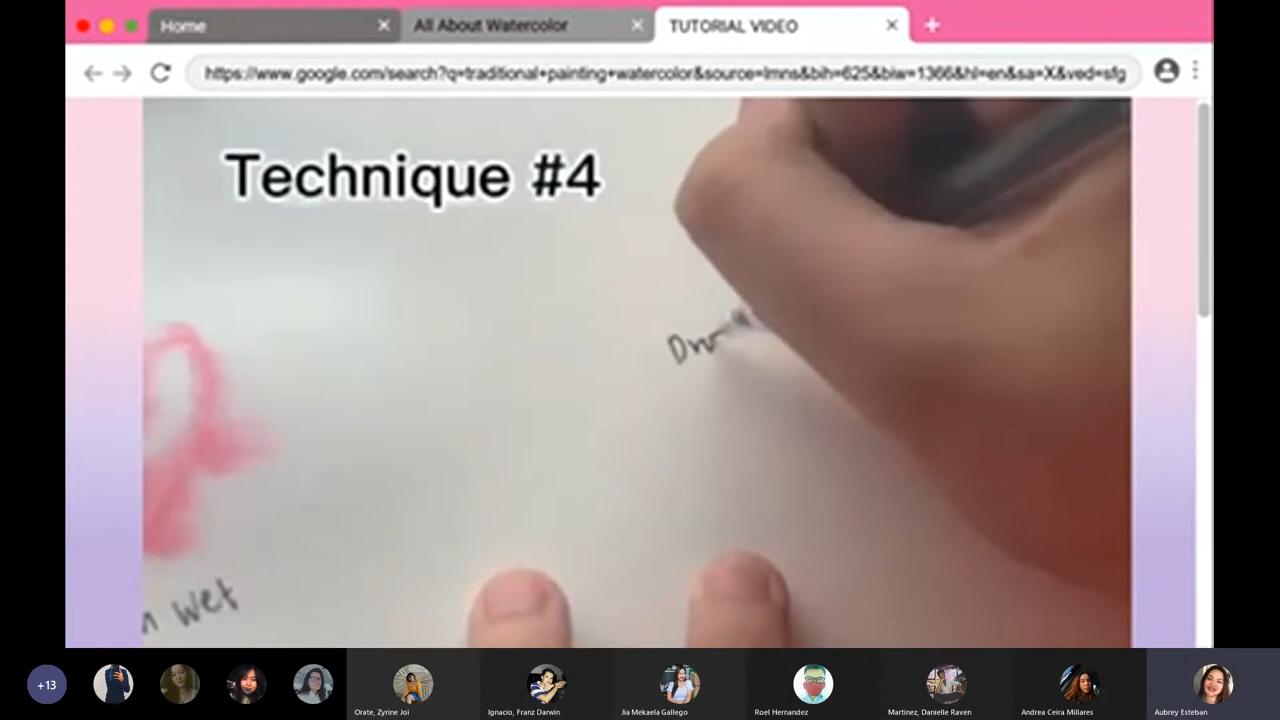 Home
All About Watercolor
TUTORIAL VIDEO
https://www.google.com/search?q=traditional+painting+watercolor&source=lmns&bih=625&biw=1366&hl=en&sa=X&ved=sfg
Technique #4
wet
+13
Orate, Zyrine Joi
Ignacio, Franz Darwin
Jia Mekaela Gallego
Roel Hernandez
Martinez, Danielle Raven
Andrea Ceira Millares
Aubrey Esteban